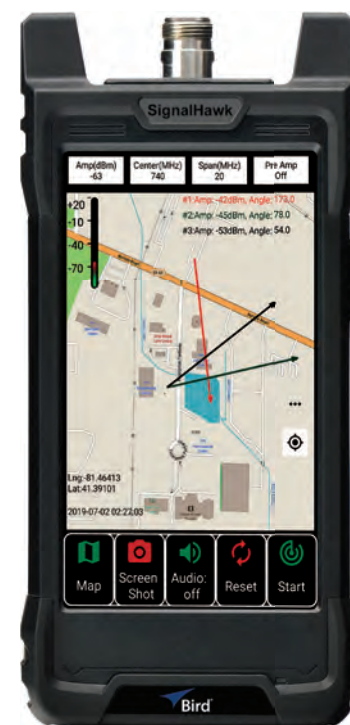 SignalHawk
Amp(dBm) Center(MHz) Span(MHz) Pre Amp
-63 740 20 Off
+20
-10
-40
-70
#1:Amp: -42dBm, Angle: 173.0
#2:Amp: -45dBm, Angle: 78.0
#3:Amp: -53dBm, Angle: 54.0
Lng:-81.46413
Lat:41.39101
2019-07-02 02:22:03
Map Screen Shot Audio: off Reset Start
Bird